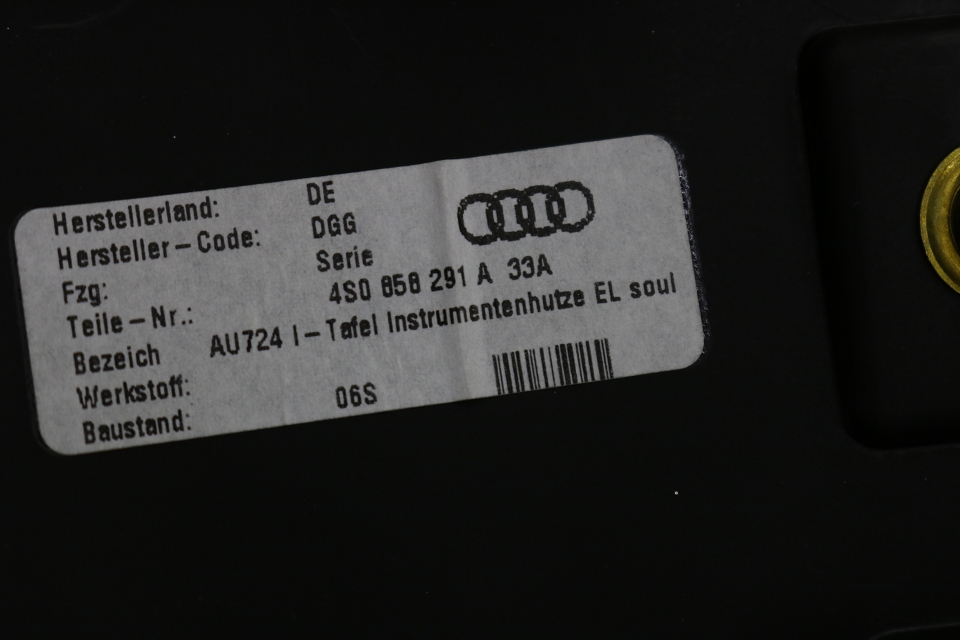 Herstellerland: DE
Hersteller-Code: DGG
Fzg: Serie
Teile-Nr.: 4S0 858 291 A 33A
Bezeich AU724 I-Tafel Instrumentenhutze EL soul
Werkstoff:
Baustand: 06S